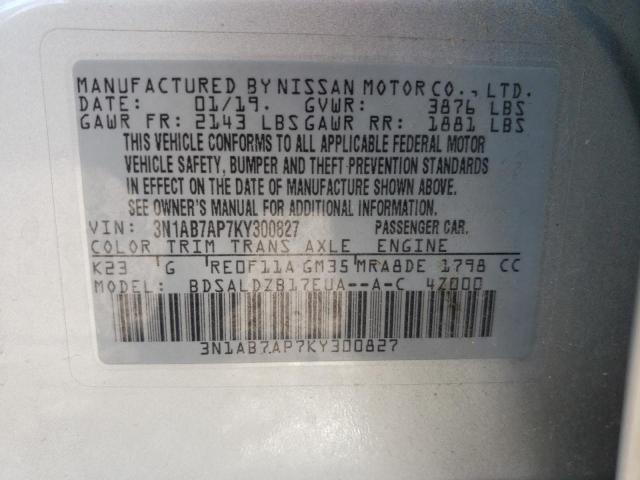 MANUFACTURED BY NISSAN MOTOR CO., LTD.
DATE: 01/19. GVWR: 3876 LBS
GAWR FR: 2143 LBS GAWR RR: 1881 LBS
THIS VEHICLE CONFORMS TO ALL APPLICABLE FEDERAL MOTOR
VEHICLE SAFETY, BUMPER AND THEFT-PREVENTION STANDARDS
IN EFFECT ON THE DATE OF MANUFACTURE SHOWN ABOVE.
SEE OWNER'S MANUAL FOR ADDITIONAL INFORMATION.
VIN: 3N1AB7AP7KY300827 PASSENGER CAR.
COLOR TRIM TRANS AXLE ENGINE
K23 G RE0F11A GM35 MRA8DE 1798 CC
MODEL: BDSALDZB17EUA--A-C 4Z000
3N1AB7AP7KY300827